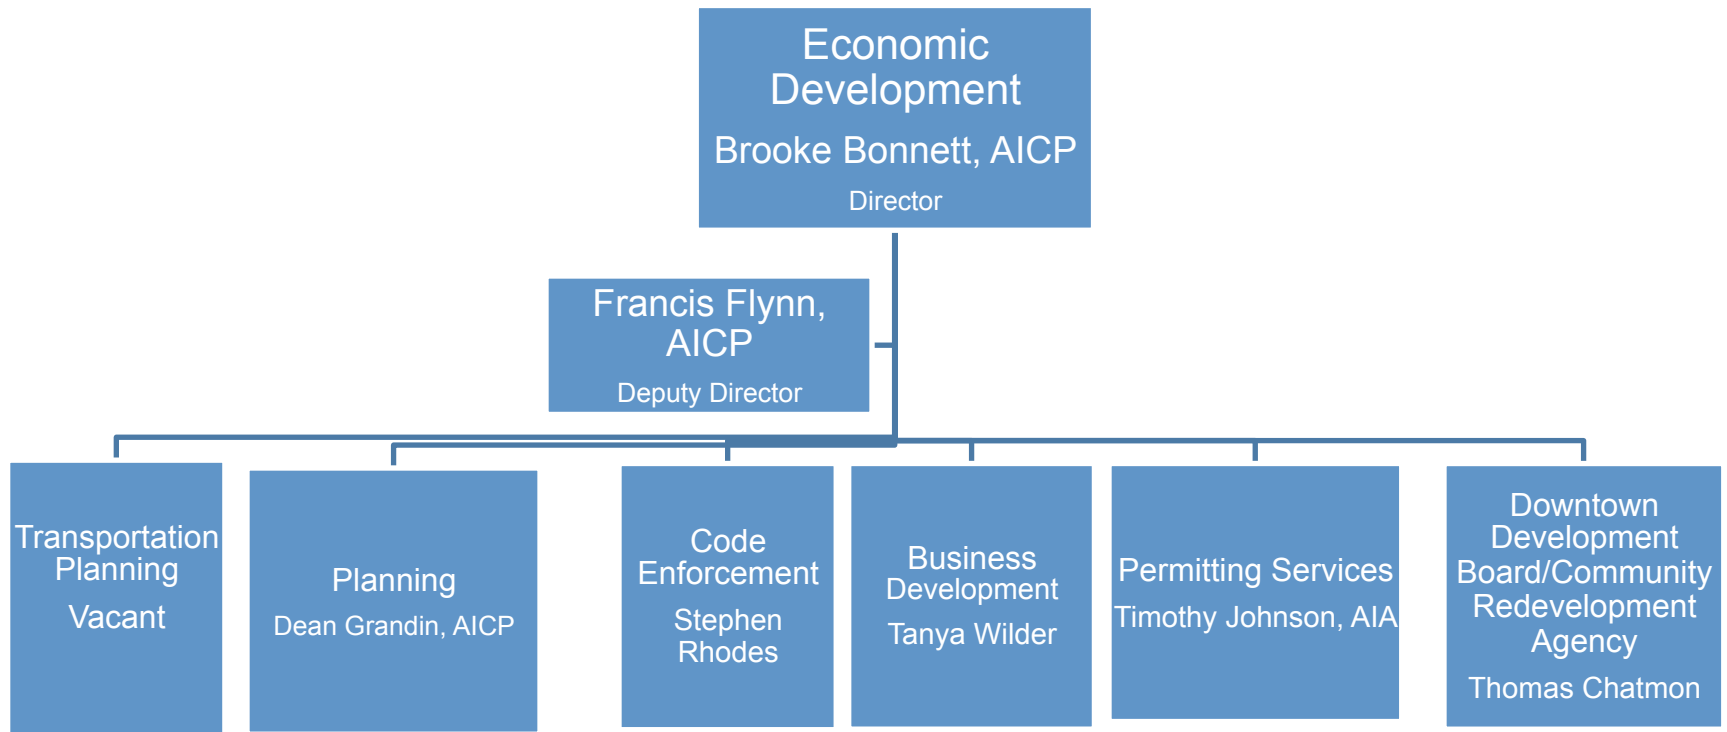 Economic
Development
Brooke Bonnett, AICP
Director
Francis Flynn,
AICP
Deputy Director
Transportation
Planning
Vacant
Planning
Dean Grandin, AICP
Code
Enforcement
Stephen
Rhodes
Business
Development
Tanya Wilder
Permitting Services
Timothy Johnson, AIA
Downtown
Development
Board/Community
Redevelopment
Agency
Thomas Chatmon